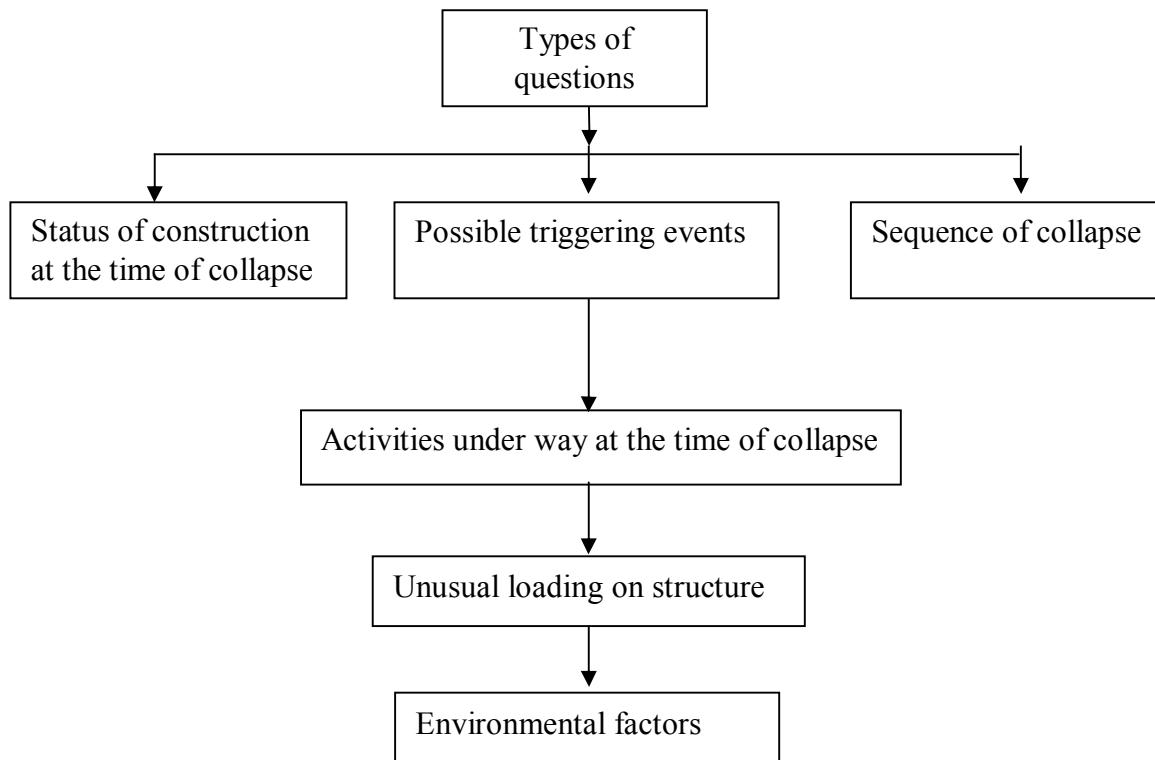 Types of
questions
Status of construction
at the time of collapse
Possible triggering events
Sequence of collapse
Activities under way at the time of collapse
Unusual loading on structure
Environmental factors